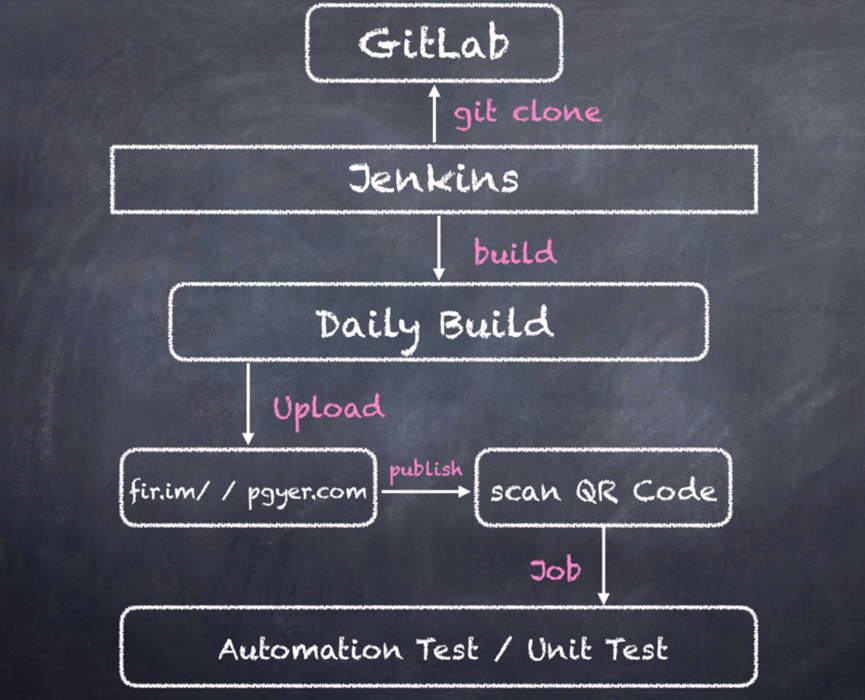 GitLab
git clone
Jenkins
build
Daily Build
Upload
fir.im/ / pgyer.com
publish
scan QR Code
Job
Automation Test / Unit Test